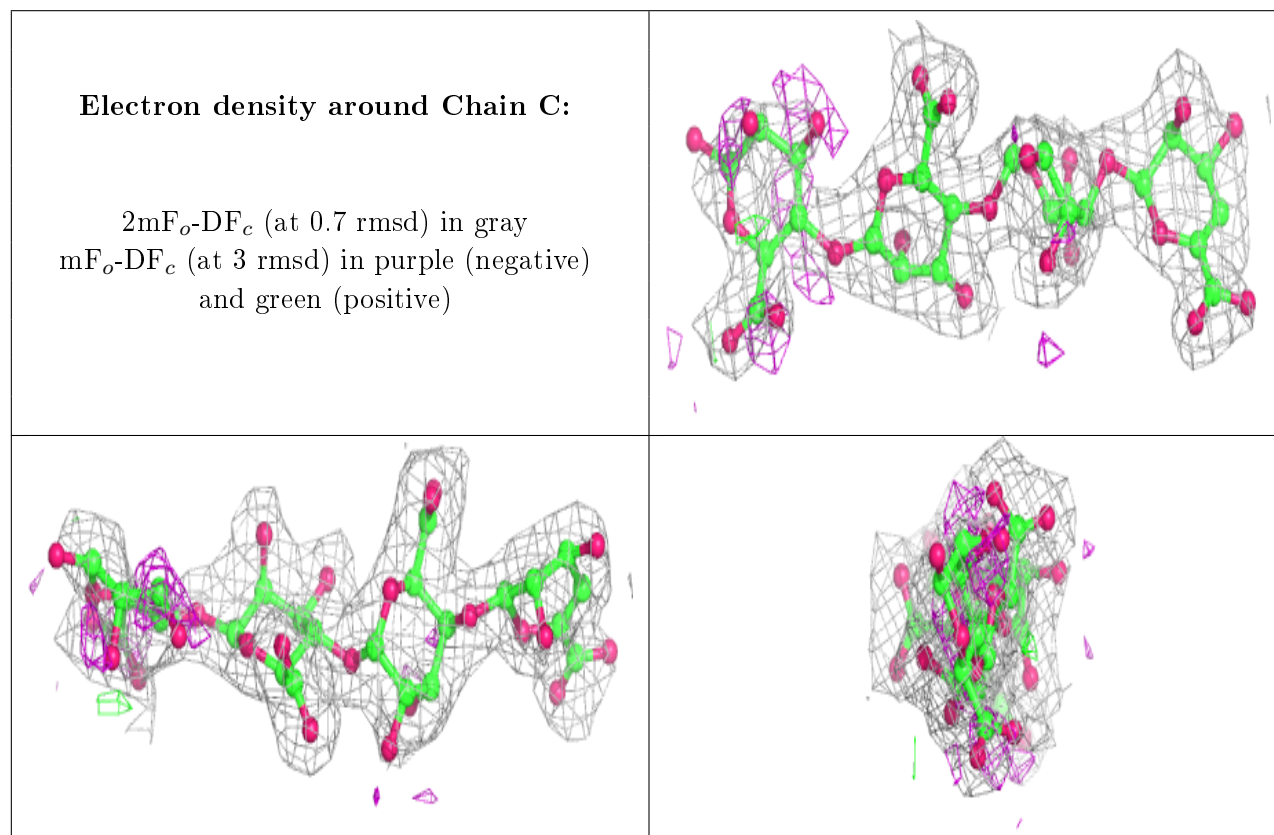 Electron density around Chain C:
2mFₒ-DF𝒸 (at 0.7 rmsd) in gray
mFₒ-DF𝒸 (at 3 rmsd) in purple (negative)
and green (positive)